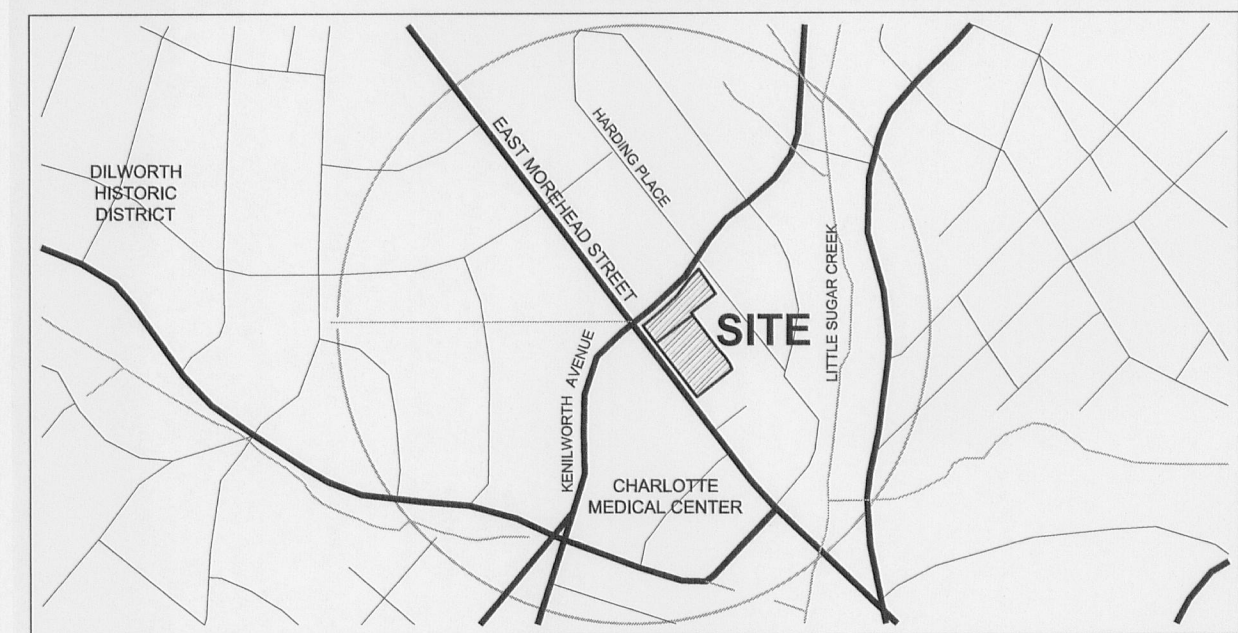 DILWORTH
HISTORIC
DISTRICT
EAST MOREHEAD STREET
HARDING PLACE
SITE
LITTLE SUGAR CREEK
KENILWORTH AVENUE
CHARLOTTE
MEDICAL CENTER